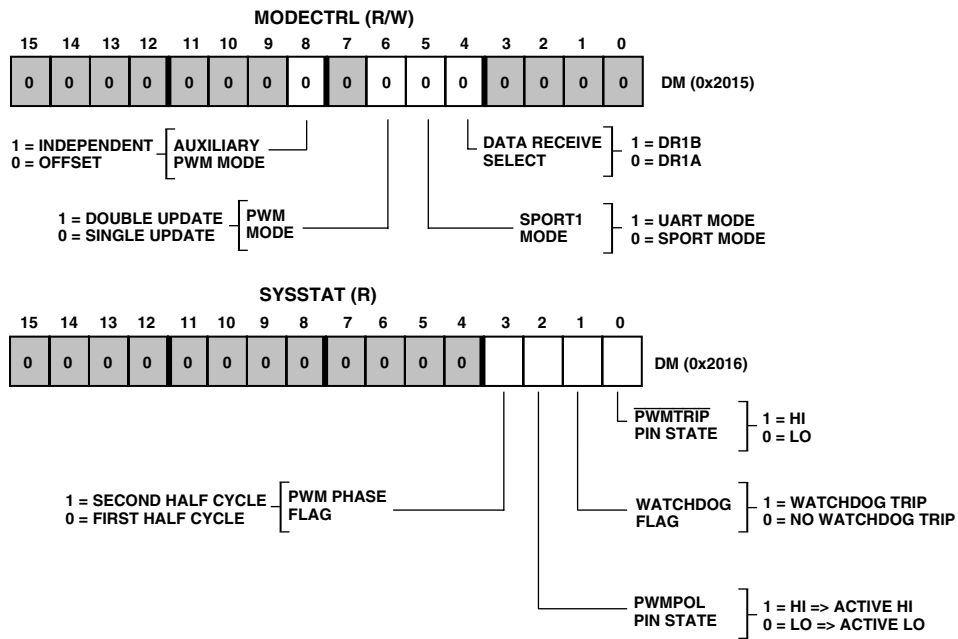 MODECTRL (R/W)
15 14 13 12 11 10 9 8 7 6 5 4 3 2 1 0
0 0 0 0 0 0 0 0 0 0 0 0 0 0 0 0 DM (0x2015)
1 = INDEPENDENT
0 = OFFSET
AUXILIARY
PWM MODE
DATA RECEIVE
SELECT
1 = DR1B
0 = DR1A
1 = DOUBLE UPDATE
0 = SINGLE UPDATE
PWM
MODE
SPORT1
MODE
1 = UART MODE
0 = SPORT MODE
SYSSTAT (R)
15 14 13 12 11 10 9 8 7 6 5 4 3 2 1 0
0 0 0 0 0 0 0 0 0 0 0 0 DM (0x2016)
PWMTRIP
PIN STATE
1 = HI
0 = LO
1 = SECOND HALF CYCLE
0 = FIRST HALF CYCLE
PWM PHASE
FLAG
WATCHDOG
FLAG
1 = WATCHDOG TRIP
0 = NO WATCHDOG TRIP
PWMPOL
PIN STATE
1 = HI => ACTIVE HI
0 = LO => ACTIVE LO